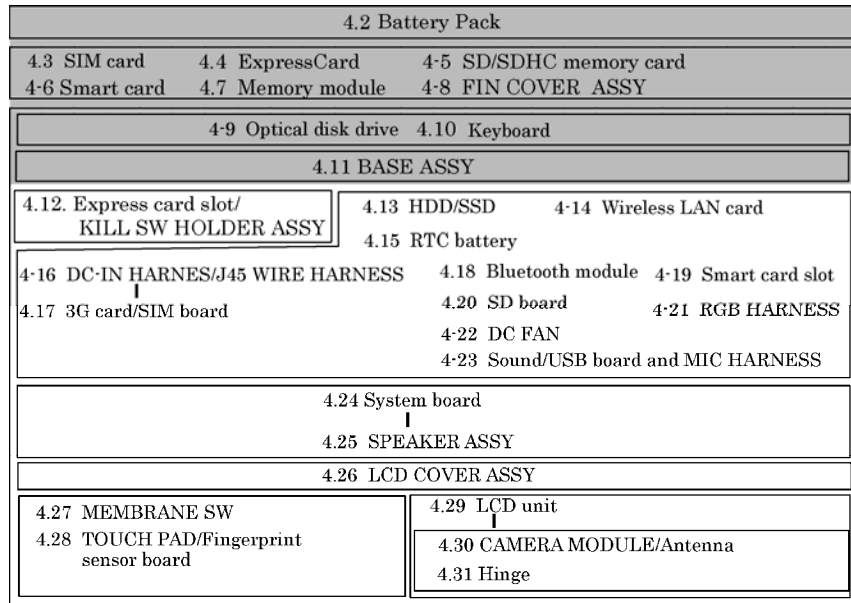 4.2 Battery Pack
4.3 SIM card 4.4 ExpressCard 4-5 SD/SDHC memory card
4-6 Smart card 4.7 Memory module 4-8 FIN COVER ASSY
4-9 Optical disk drive 4.10 Keyboard
4.11 BASE ASSY
4.12. Express card slot/
KILL SW HOLDER ASSY
4.13 HDD/SSD 4-14 Wireless LAN card
4.15 RTC battery
4-16 DC-IN HARNES/J45 WIRE HARNESS
4.17 3G card/SIM board
4.18 Bluetooth module 4-19 Smart card slot
4.20 SD board 4-21 RGB HARNESS
4-22 DC FAN
4-23 Sound/USB board and MIC HARNESS
4.24 System board
4.25 SPEAKER ASSY
4.26 LCD COVER ASSY
4.27 MEMBRANE SW
4.28 TOUCH PAD/Fingerprint
sensor board
4.29 LCD unit
4.30 CAMERA MODULE/Antenna
4.31 Hinge